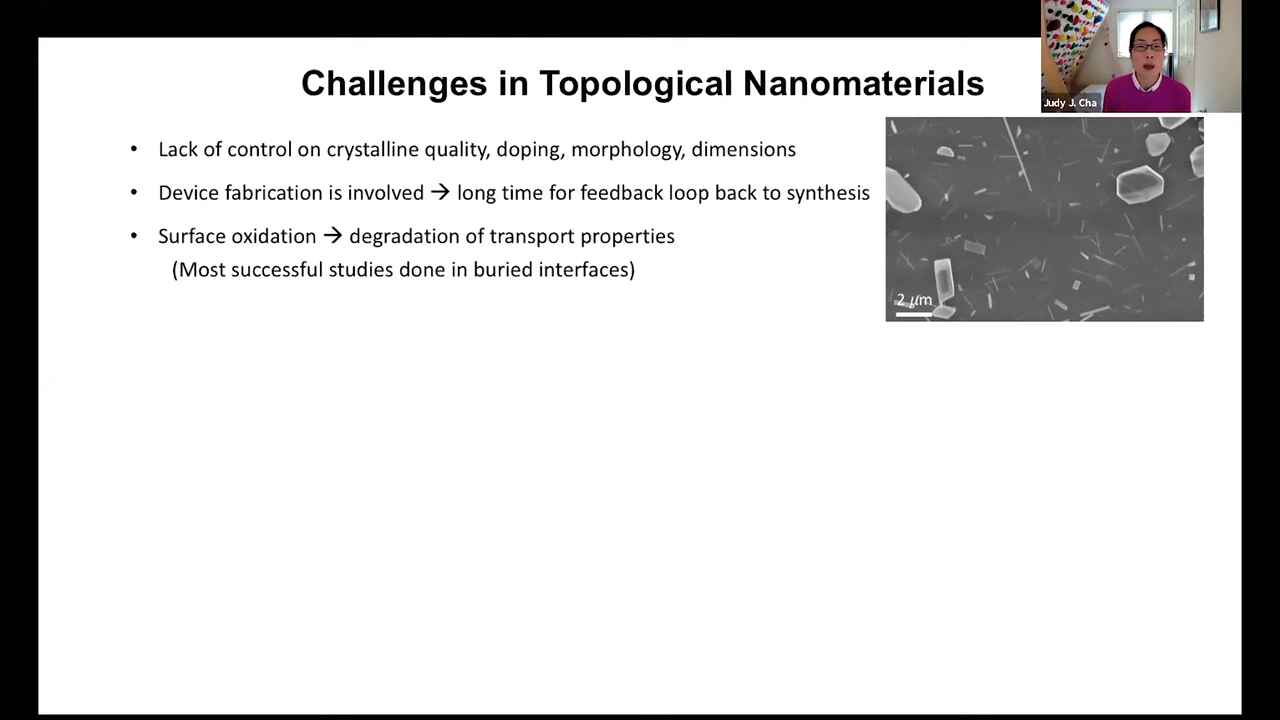 Challenges in Topological Nanomaterials
Judy J. Cha
• Lack of control on crystalline quality, doping, morphology, dimensions
• Device fabrication is involved → long time for feedback loop back to synthesis
• Surface oxidation → degradation of transport properties
(Most successful studies done in buried interfaces)
2 μm